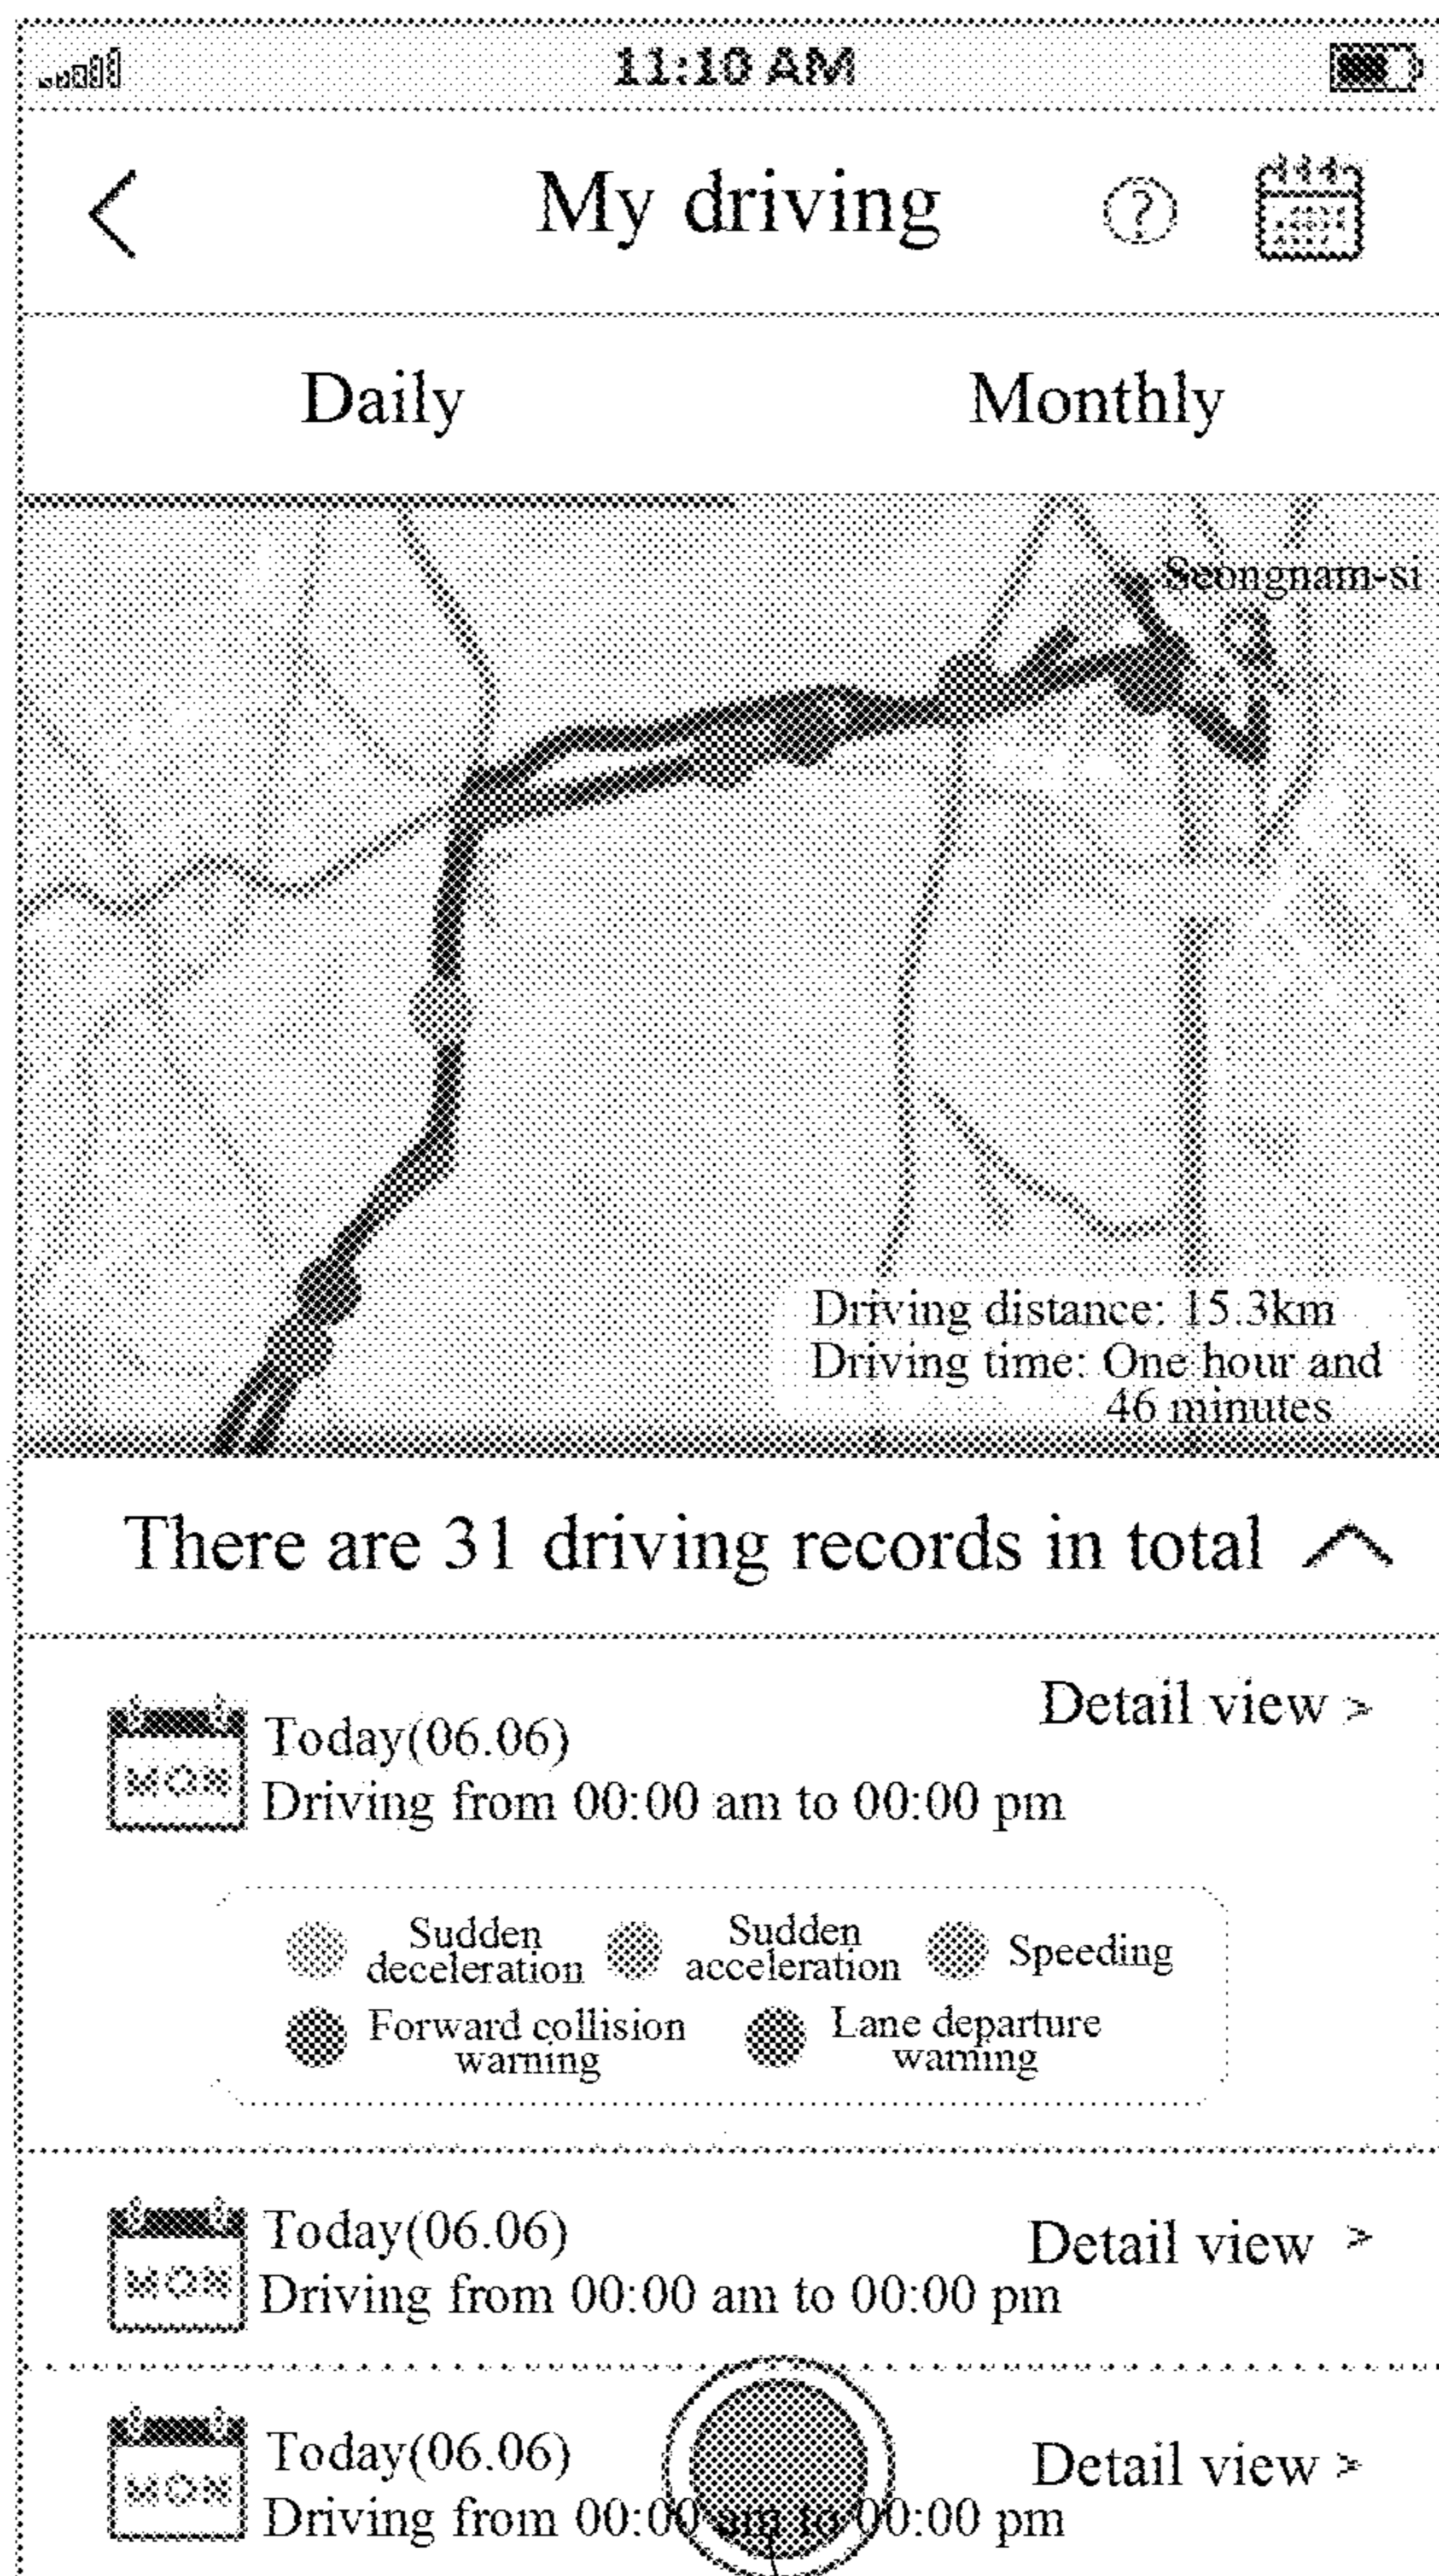 11:10 AM
My driving
?
Daily
Monthly
Seongnam-si
Driving distance: 15.3km
Driving time: One hour and
46 minutes
There are 31 driving records in total
Detail view >
Today(06.06)
MON
Driving from 00:00 am to 00:00 pm
Sudden
deceleration
Sudden
acceleration
Speeding
Forward collision
warning
Lane departure
warning
Today(06.06)
Detail view >
MON
Driving from 00:00 am to 00:00 pm
Today(06.06)
Detail view >
MON
Driving from 00:00 am to 00:00 pm